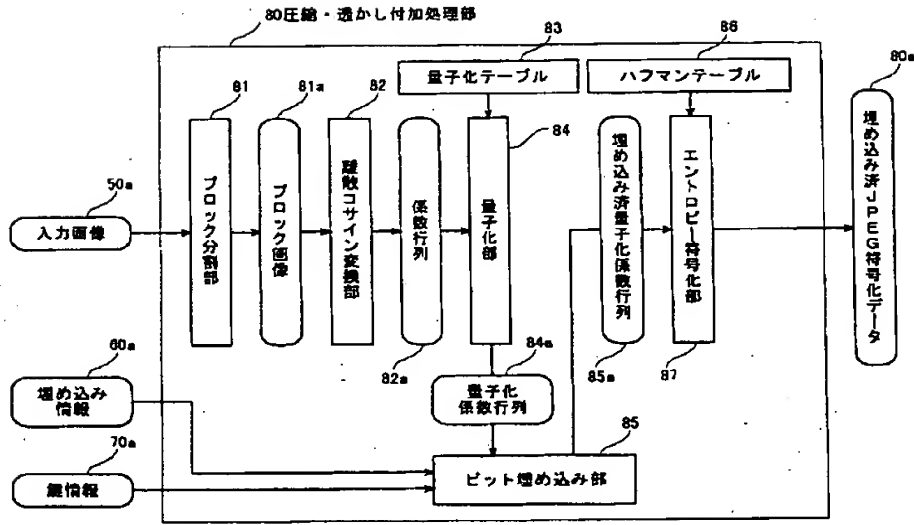 80圧縮・透かし付加処理部
83
86
80a
量子化テーブル
ハフマンテーブル
81
81a
82
84
50a
入力画像
ブロック分割部
ブロック画像
離散コサイン変換部
係数行列
量子化部
埋め込み済量子化係数行列
エントロピー符号化部
埋め込み済JPEG符号化データ
82a
84a
85a
87
60a
埋め込み
情報
量子化
係数行列
85
70a
鍵情報
ビット埋め込み部